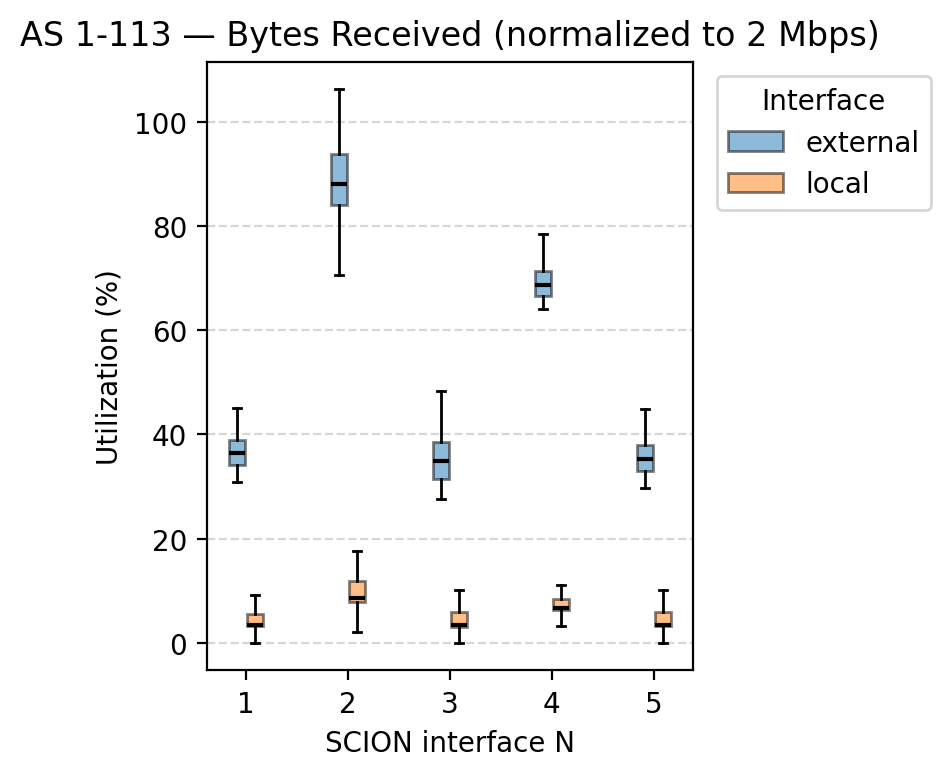 AS 1-113 — Bytes Received (normalized to 2 Mbps)
Interface
external
local
Utilization (%)
100
80
60
40
20
0
1 2 3 4 5
SCION interface N